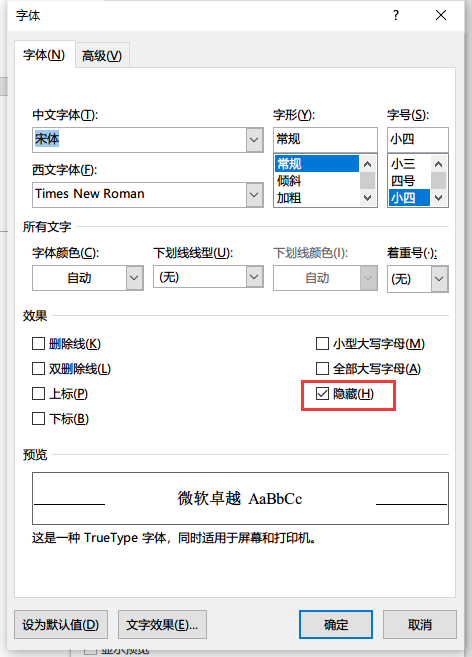 字体
?
字体(N)
高级(V)
中文字体(T):
字形(Y):
字号(S):
宋体
常规
小四
常规
倾斜
加粗
小三
四号
小四
西文字体(F):
Times New Roman
所有文字
字体颜色(C):
下划线线型(U):
下划线颜色(I):
着重号(·):
自动
(无)
自动
(无)
效果
删除线(K)
小型大写字母(M)
双删除线(L)
全部大写字母(A)
上标(P)
隐藏(H)
下标(B)
预览
微软卓越 AaBbCc
这是一种 TrueType 字体，同时适用于屏幕和打印机。
设为默认值(D)
文字效果(E)...
确定
取消
显示预览